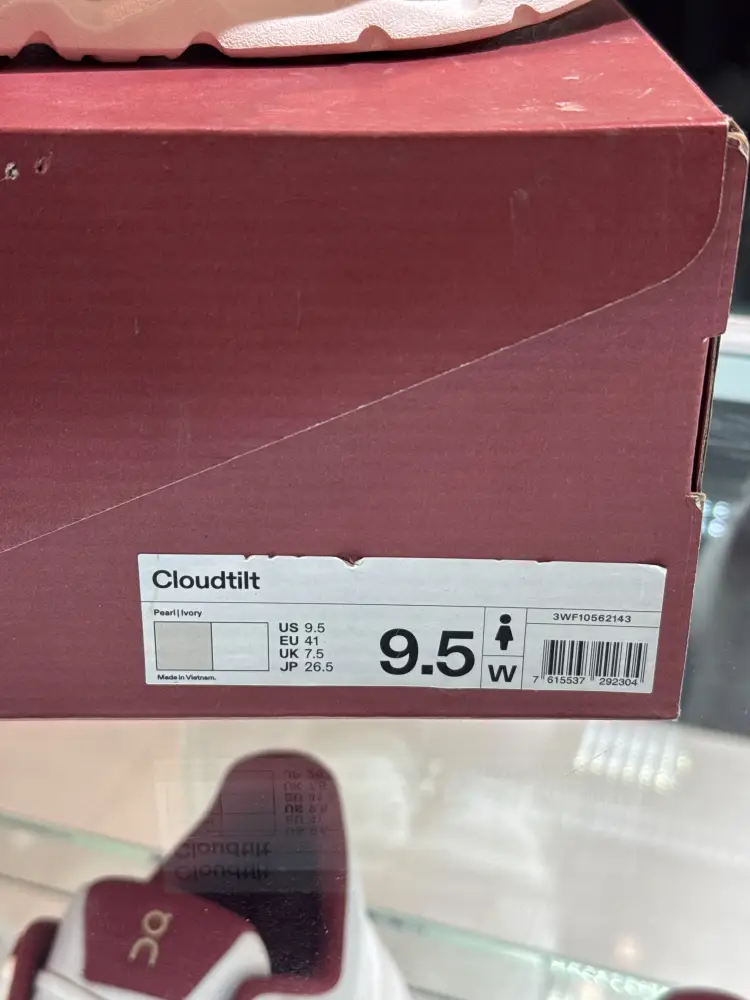 Cloudtilt
Pearl | Ivory
US 9.5
EU 41
UK 7.5
JP 26.5
Made in Vietnam.
9.5
W
3WF10562143
7 615537 292304